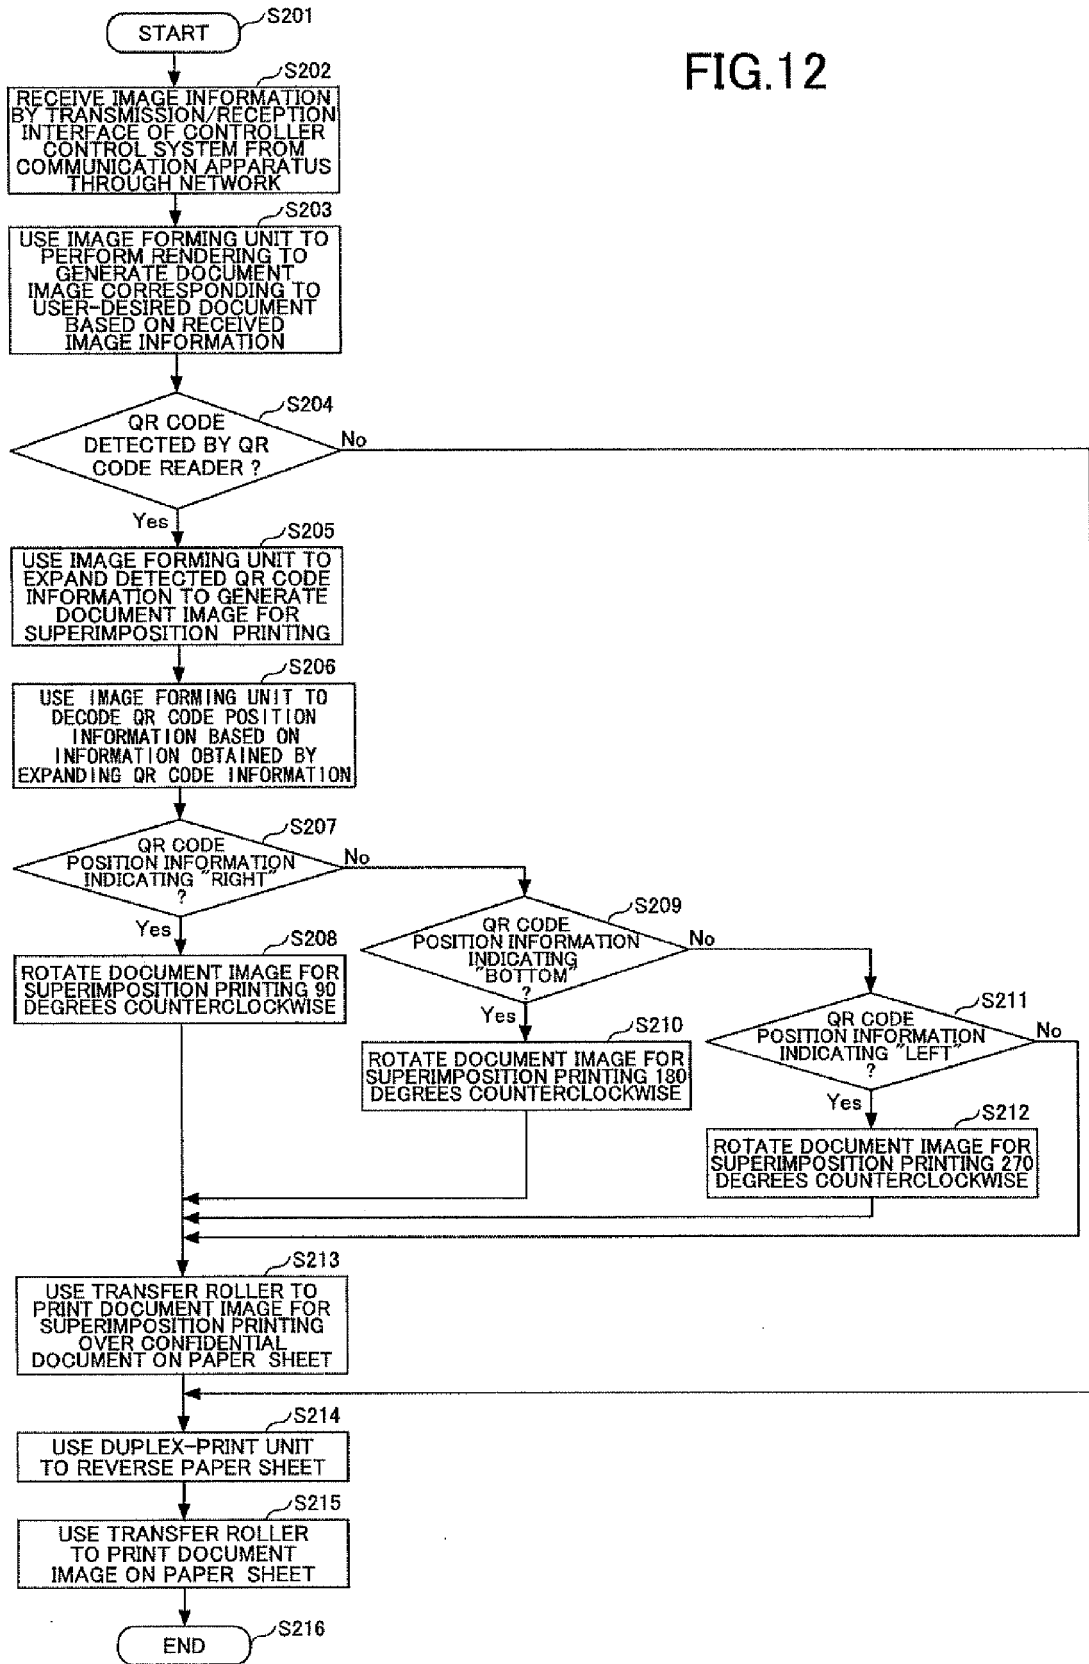 FIG.12
START
S201
S202
RECEIVE IMAGE INFORMATION
BY TRANSMISSION/RECEPTION
INTERFACE OF CONTROLLER
CONTROL SYSTEM FROM
COMMUNICATION APPARATUS
THROUGH NETWORK
S203
USE IMAGE FORMING UNIT TO
PERFORM RENDERING TO
GENERATE DOCUMENT
IMAGE CORRESPONDING TO
USER-DESIRED DOCUMENT
BASED ON RECEIVED
IMAGE INFORMATION
S204
QR CODE
DETECTED BY QR
CODE READER ?
No
Yes
S205
USE IMAGE FORMING UNIT TO
EXPAND DETECTED QR CODE
INFORMATION TO GENERATE
DOCUMENT IMAGE FOR
SUPERIMPOSITION PRINTING
S206
USE IMAGE FORMING UNIT TO
DECODE QR CODE POSITION
INFORMATION BASED ON
INFORMATION OBTAINED BY
EXPANDING QR CODE INFORMATION
S207
QR CODE
POSITION INFORMATION
INDICATING "RIGHT"
?
No
Yes
S208
ROTATE DOCUMENT IMAGE FOR
SUPERIMPOSITION PRINTING 90
DEGREES COUNTERCLOCKWISE
S209
QR CODE
POSITION INFORMATION
INDICATING
"BOTTOM"
?
No
Yes
S210
ROTATE DOCUMENT IMAGE FOR
SUPERIMPOSITION PRINTING 180
DEGREES COUNTERCLOCKWISE
S211
QR CODE
POSITION INFORMATION
INDICATING "LEFT"
?
No
Yes
S212
ROTATE DOCUMENT IMAGE FOR
SUPERIMPOSITION PRINTING 270
DEGREES COUNTERCLOCKWISE
S213
USE TRANSFER ROLLER TO
PRINT DOCUMENT IMAGE FOR
SUPERIMPOSITION PRINTING
OVER CONFIDENTIAL
DOCUMENT ON PAPER SHEET
S214
USE DUPLEX-PRINT UNIT
TO REVERSE PAPER SHEET
S215
USE TRANSFER ROLLER
TO PRINT DOCUMENT
IMAGE ON PAPER SHEET
END
S216